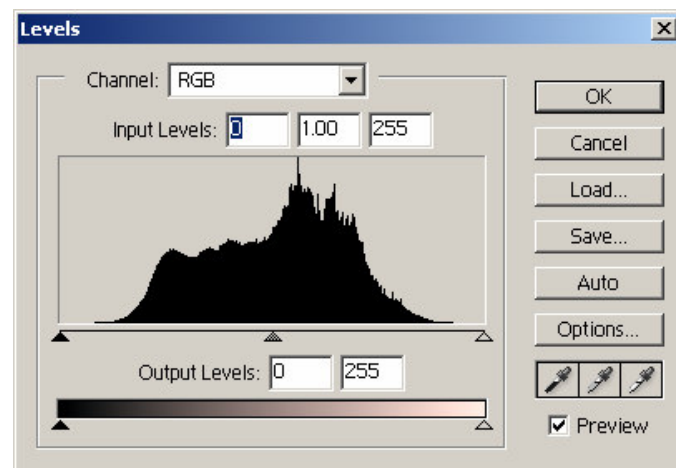 Levels
Channel: RGB
OK
Input Levels: 0 1.00 255
Cancel
Load...
Save...
Auto
Options...
Output Levels: 0 255
Preview